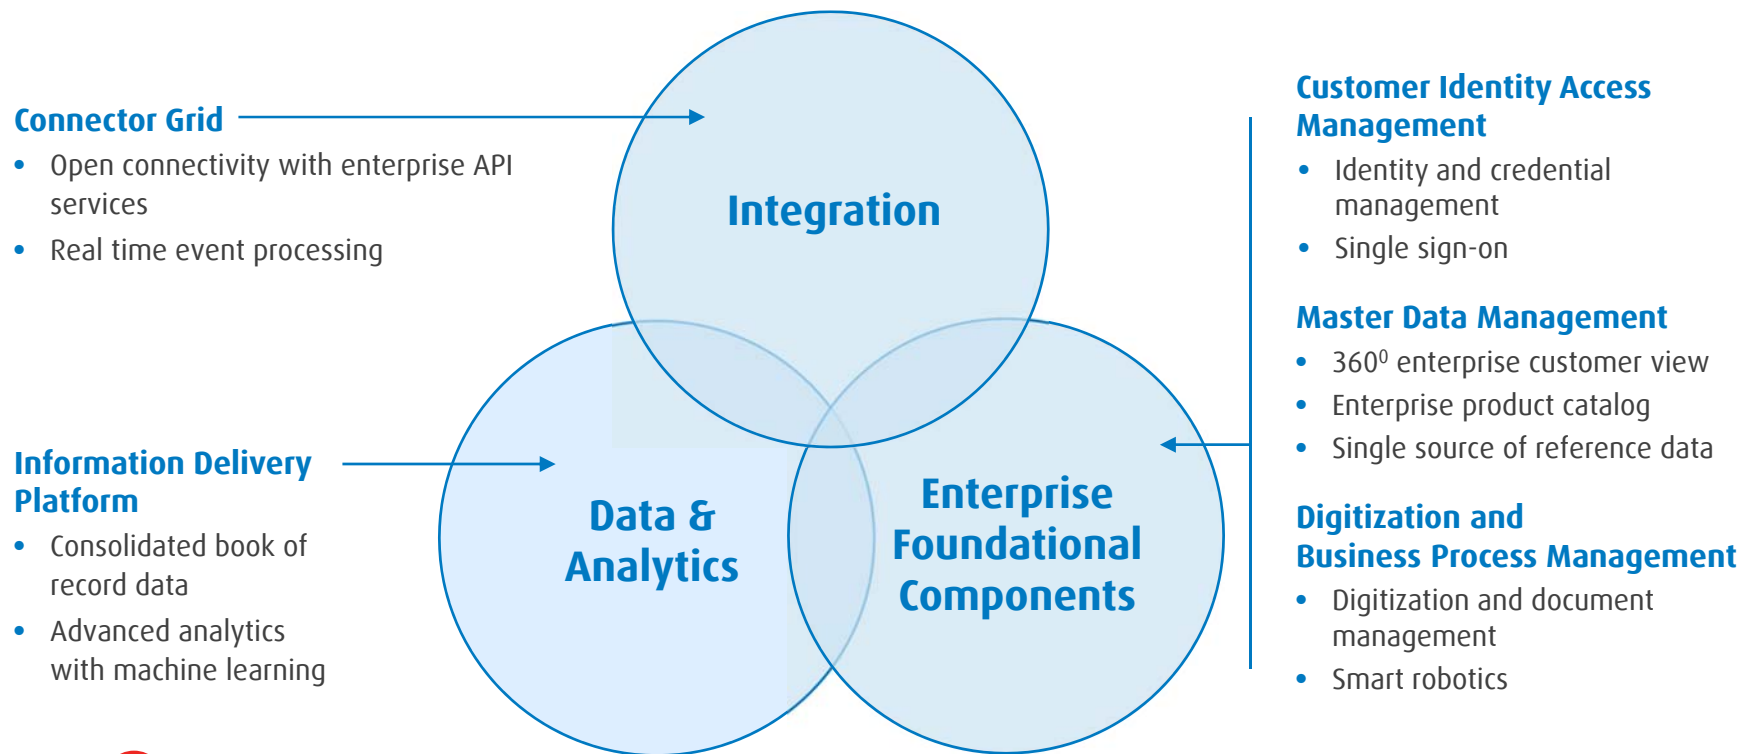 Connector Grid
• Open connectivity with enterprise API
services
• Real time event processing
Integration
Customer Identity Access
Management
• Identity and credential
management
• Single sign-on
Master Data Management
• 360⁰ enterprise customer view
• Enterprise product catalog
• Single source of reference data
Information Delivery
Platform
• Consolidated book of
record data
• Advanced analytics
with machine learning
Data &
Analytics
Enterprise
Foundational
Components
Digitization and
Business Process Management
• Digitization and document
management
• Smart robotics